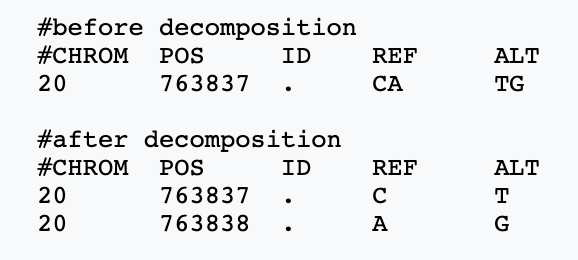 #before decomposition
#CHROM POS ID REF ALT
20 763837 . CA TG
#after decomposition
#CHROM POS ID REF ALT
20 763837 . C T
20 763838 . A G